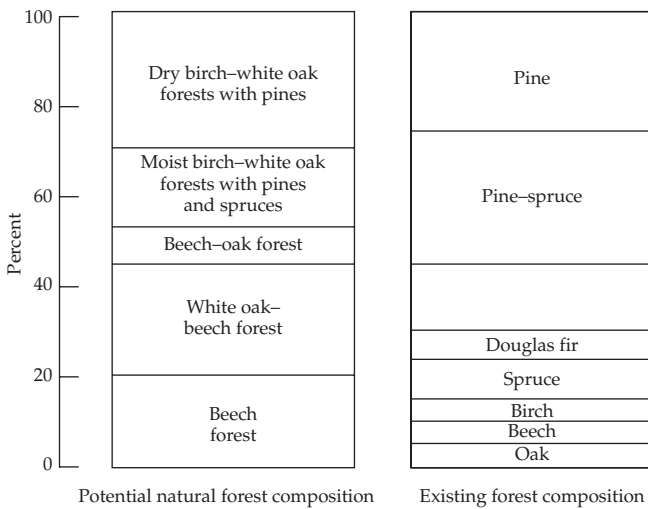 100
80
60
40
20
0
Percent
Dry birch–white oak
forests with pines
Moist birch–white oak
forests with pines
and spruces
Beech–oak forest
White oak–
beech forest
Beech
forest
Potential natural forest composition
Pine
Pine–spruce
Douglas fir
Spruce
Birch
Beech
Oak
Existing forest composition